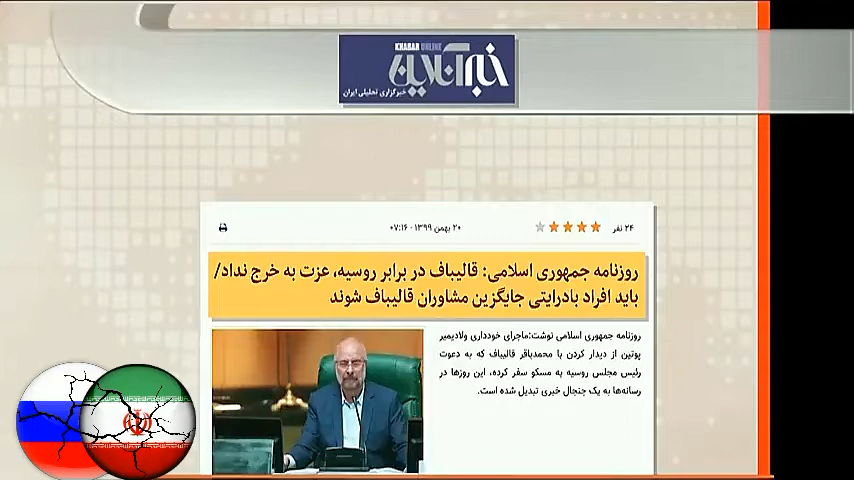 KHABAR ONLINE
خبرآنلاین
خبرگزاری تحلیلی ایران
۲۴ نفر
۲۰ بهمن ۱۳۹۹ - ۰۷:۱۶
روزنامه جمهوری اسلامی: قالیباف در برابر روسیه، عزت به خرج نداد/
باید افراد بادرایتی جایگزین مشاوران قالیباف شوند
روزنامه جمهوری اسلامی نوشت:ماجرای خودداری ولادیمیر
پوتین از دیدار کردن با محمدباقر قالیباف که به دعوت
رئیس مجلس روسیه به مسکو سفر کرده، این روزها در
رسانه‌ها به یک جنجال خبری تبدیل شده است.